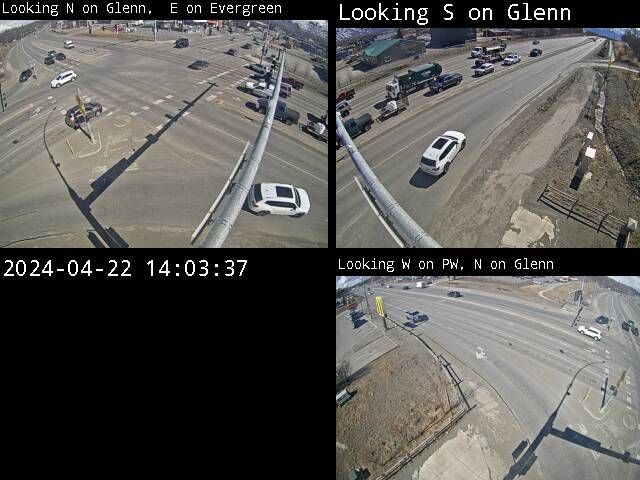 Looking N on Glenn, E on Evergreen
Looking S on Glenn
2024-04-22 14:03:37
Looking W on PW, N on Glenn